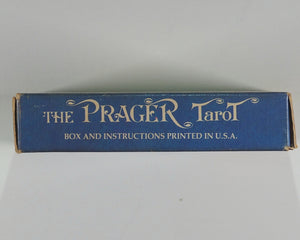 THE PRAGER TaroT
BOX AND INSTRUCTIONS PRINTED IN U.S.A.